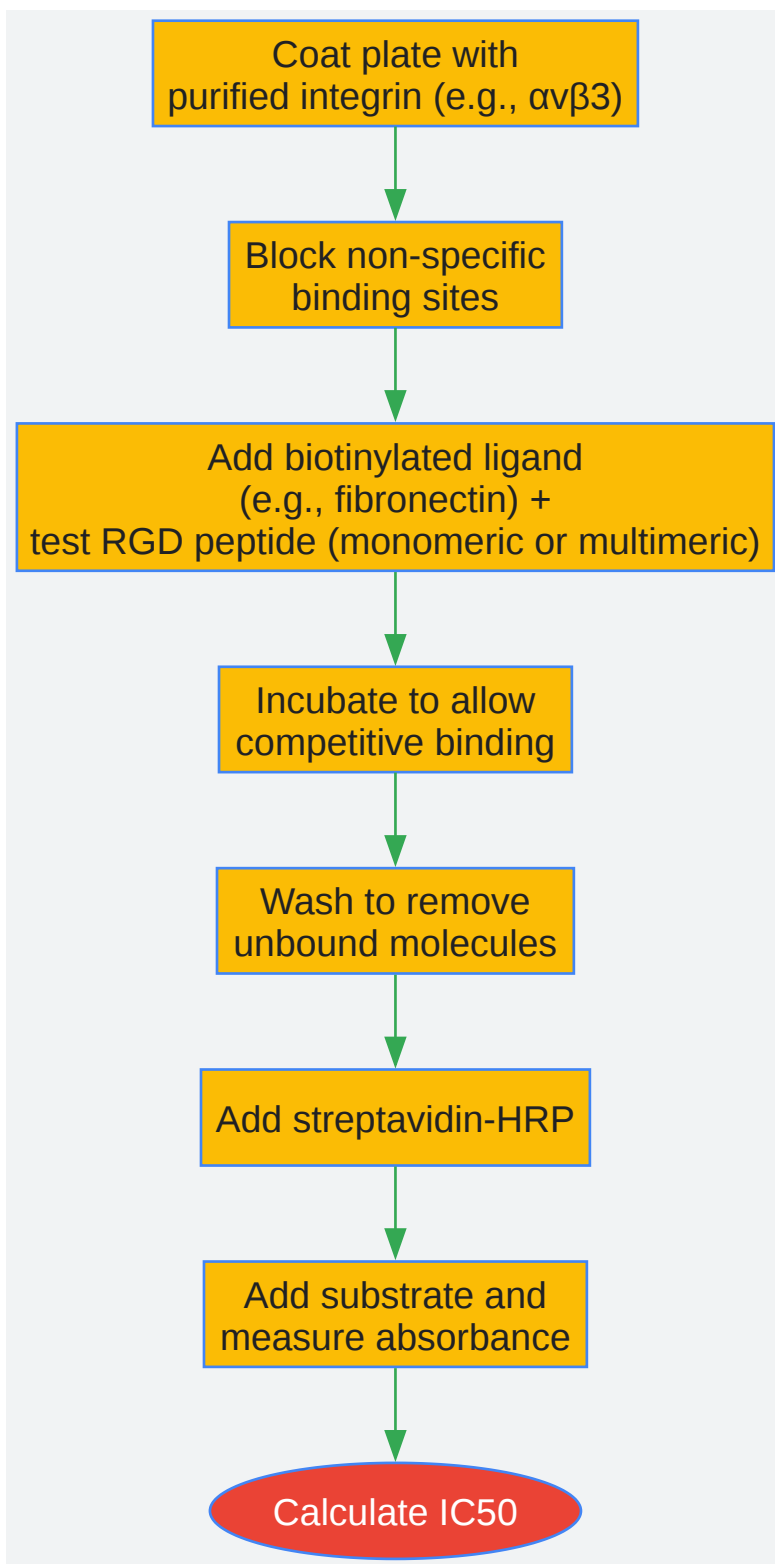 Coat plate with
purified integrin (e.g., αvβ3)
Block non-specific
binding sites
Add biotinylated ligand
(e.g., fibronectin) +
test RGD peptide (monomeric or multimeric)
Incubate to allow
competitive binding
Wash to remove
unbound molecules
Add streptavidin-HRP
Add substrate and
measure absorbance
Calculate IC50